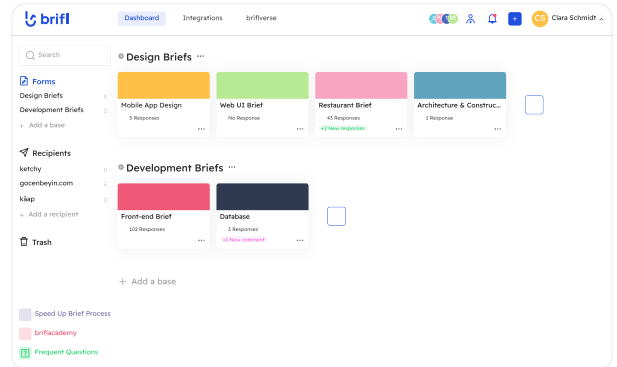 brifl
Dashboard
Integrations
briflverse
CS
Clara Schmidt
Search
Forms
Design Briefs
Development Briefs
+ Add a base
Recipients
ketchy
gocenbeyin.com
käap
+ Add a recipient
Trash
Speed Up Brief Process
briflacademy
Frequent Questions
Design Briefs ...
Mobile App Design
3 Responses
Web UI Brief
No Response
Restaurant Brief
43 Responses
+2 New responses
Architecture & Construc...
1 Response
Development Briefs ...
Front-end Brief
102 Responses
Database
3 Responses
+1 New comment
+ Add a base